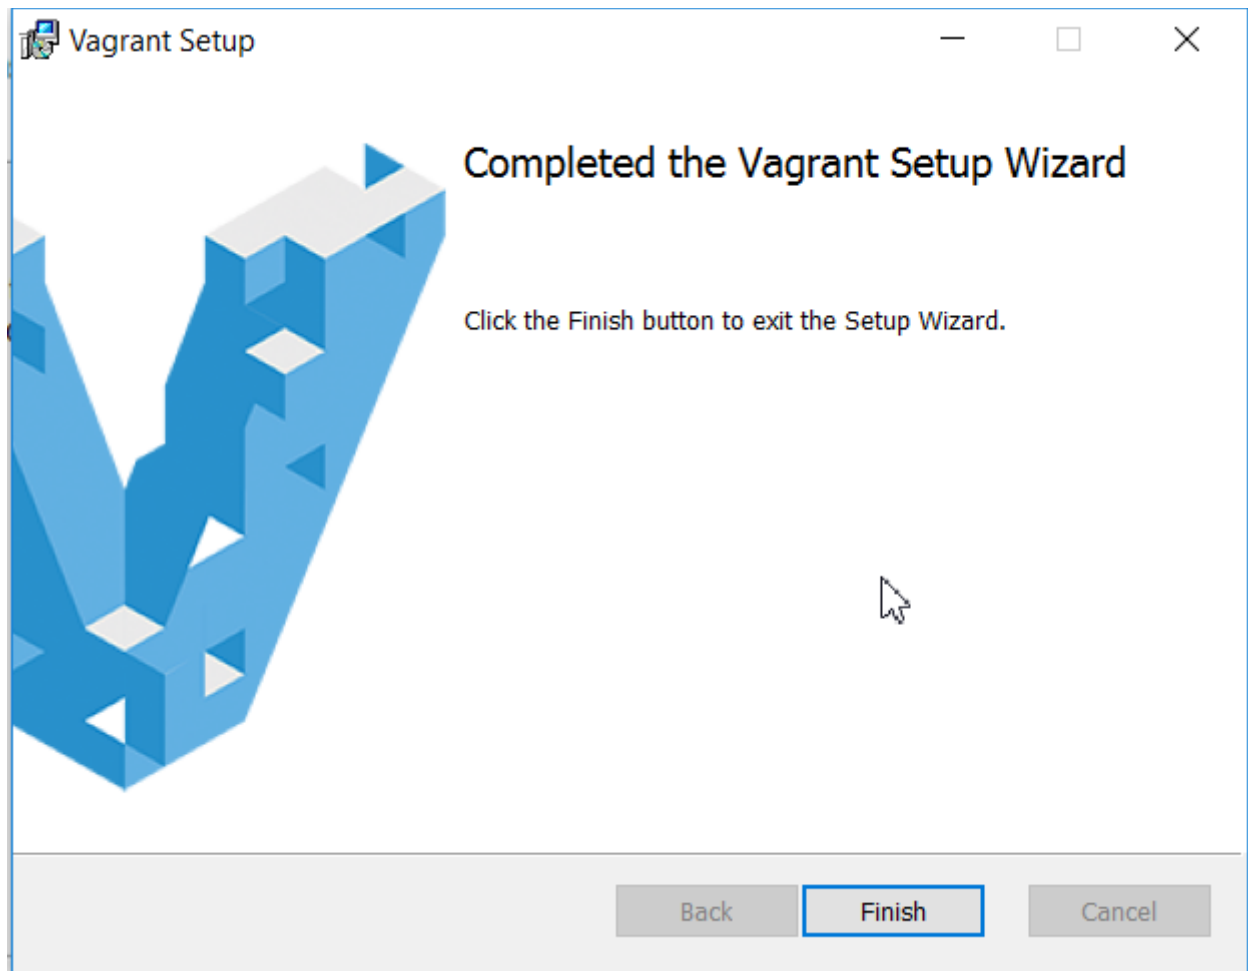 Vagrant Setup
Completed the Vagrant Setup Wizard
Click the Finish button to exit the Setup Wizard.
Back
Finish
Cancel